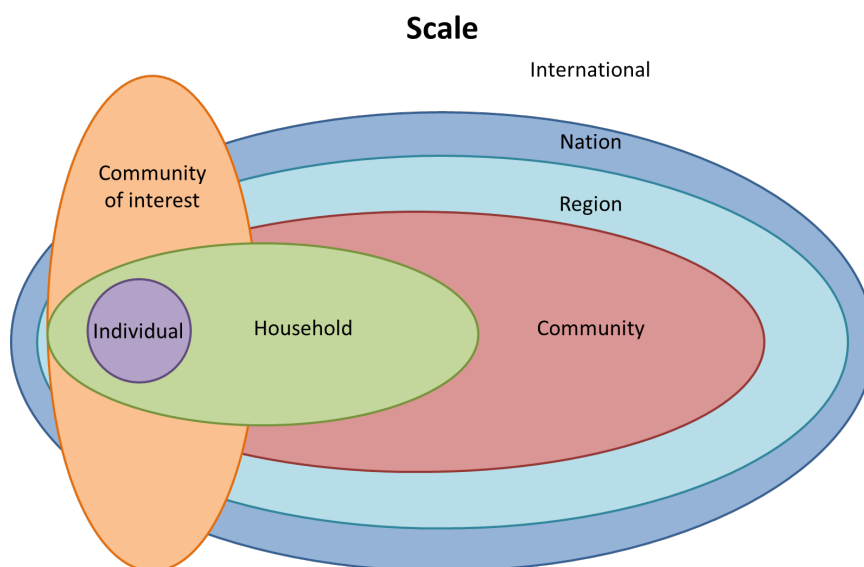 Scale
International
Nation
Community
of interest
Region
Individual
Household
Community